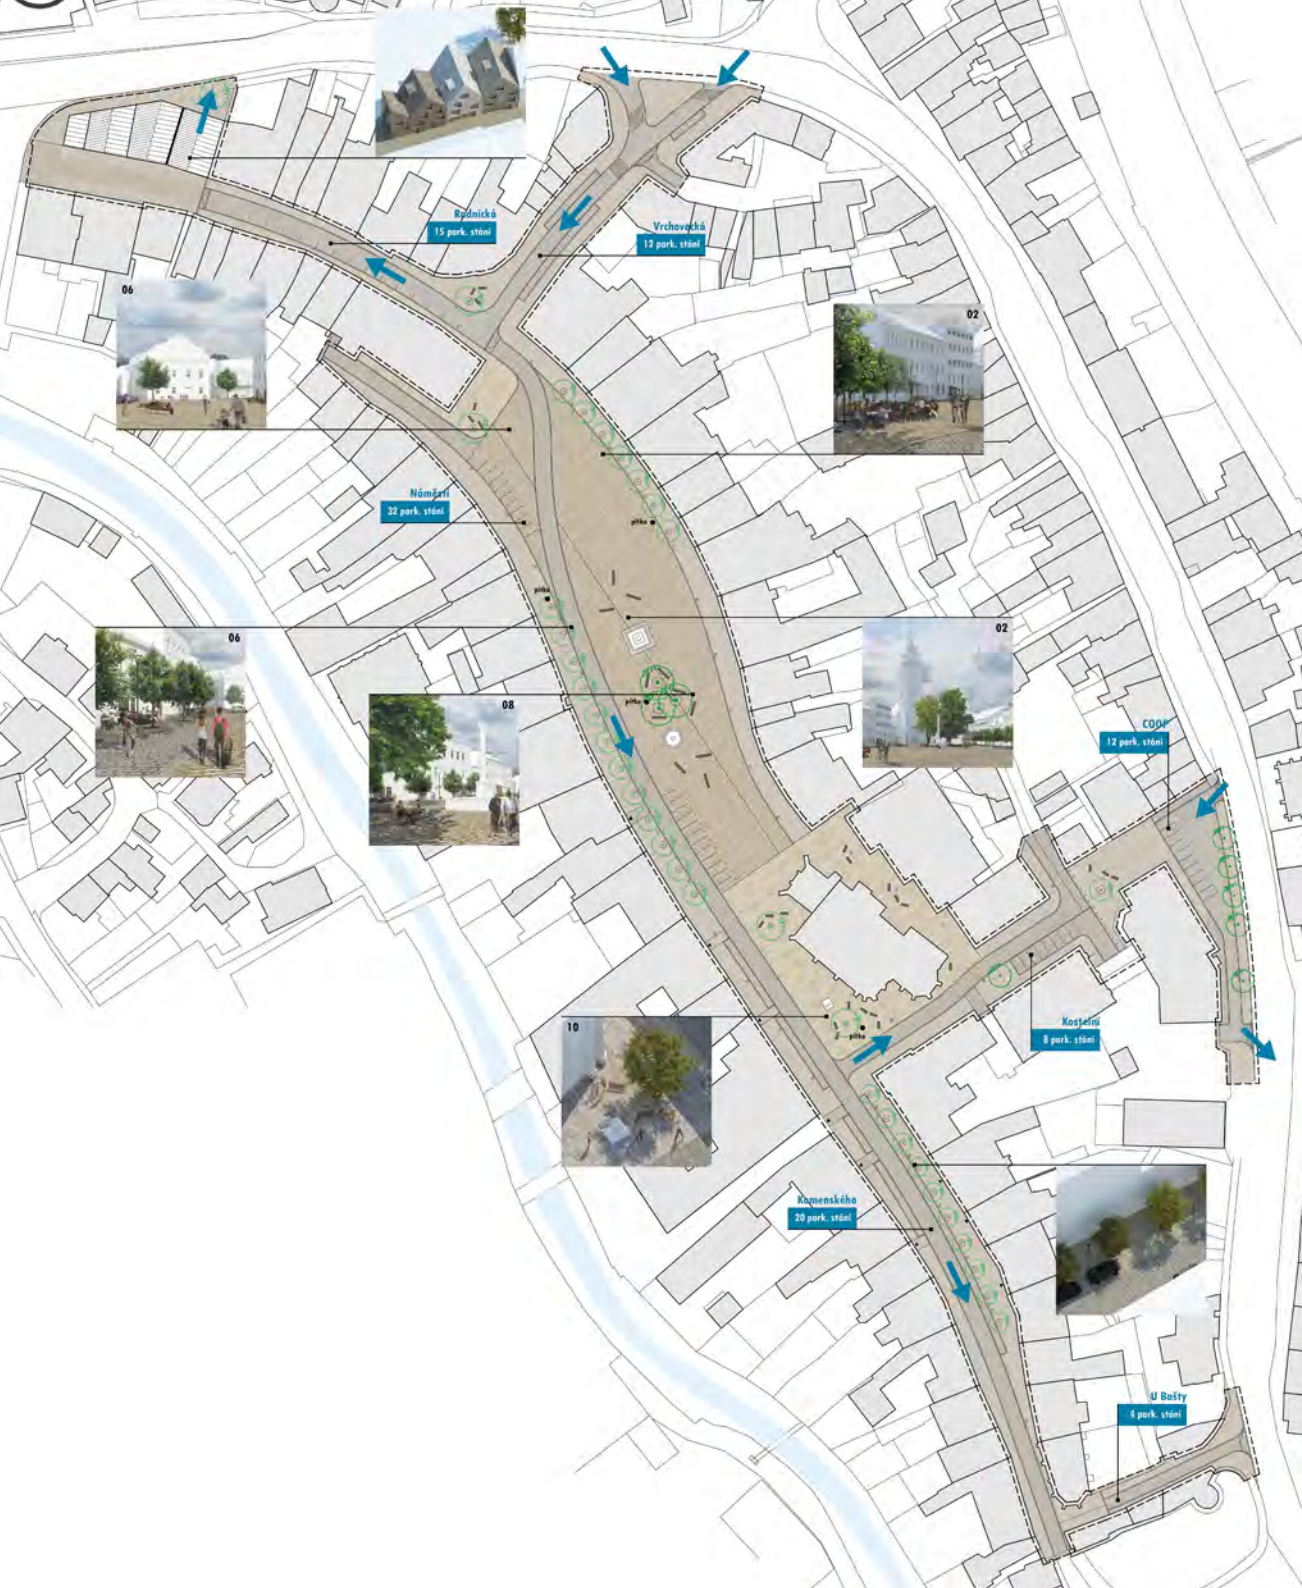 Radnická
15 park. stání
Vrchovecká
12 park. stání
06
02
Náměstí
32 park. stání
pítko
pítko
06
02
08
pítko
COOP
12 park. stání
10
pítko
Kostelní
8 park. stání
Komenského
20 park. stání
U Bašty
4 park. stání